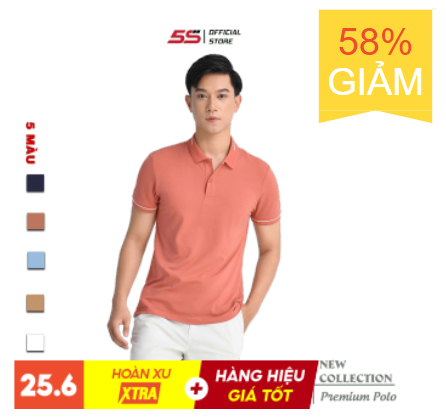 5S
OFFICIAL
STORE
58%
GIẢM
5 MÀU
25.6
HOÀN XU
XTRA
+
HÀNG HIỆU
GIÁ TỐT
NEW
COLLECTION
Premium Polo